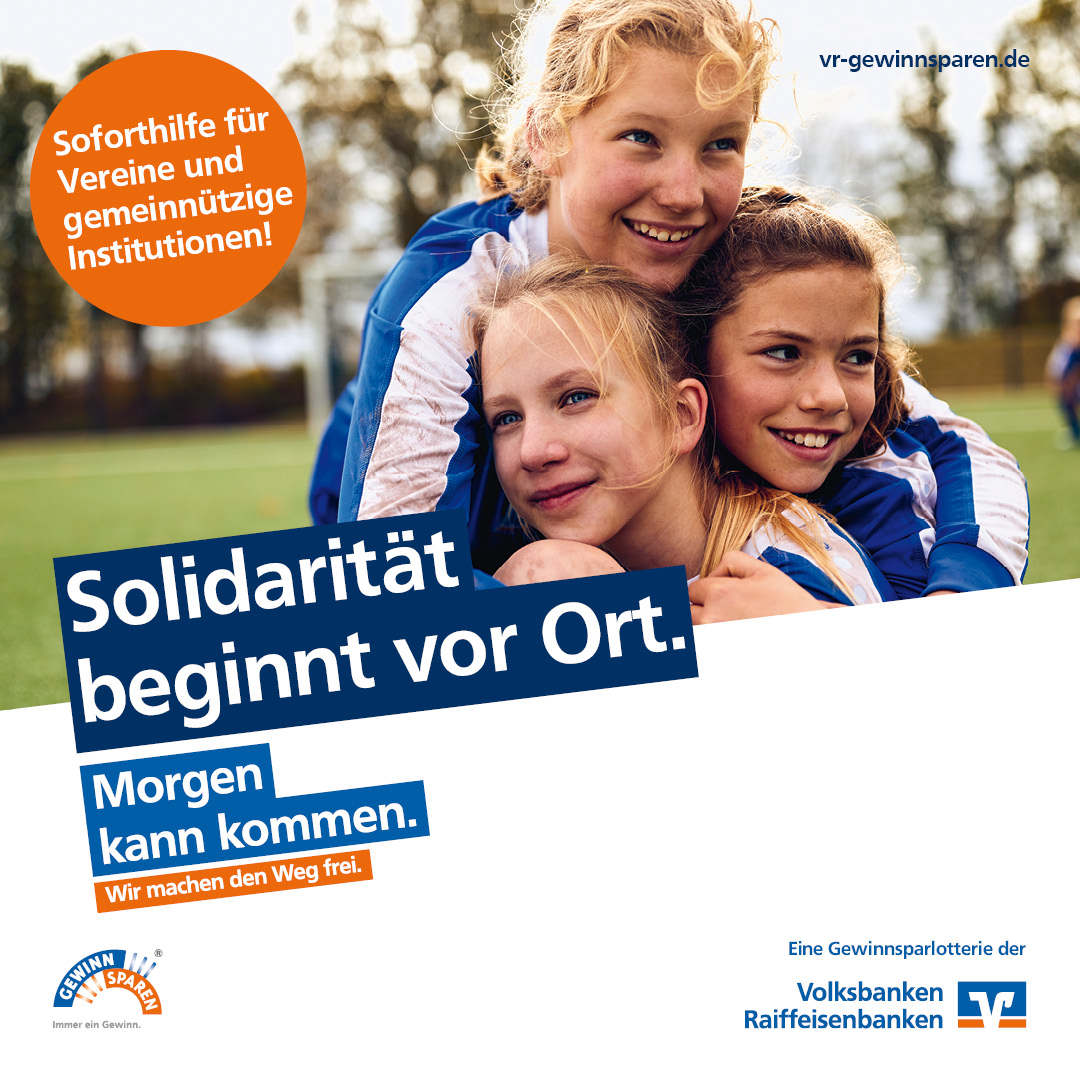 vr-gewinnsparen.de
Soforthilfe für
Vereine und
gemeinnützige
Institutionen!
Solidarität
beginnt vor Ort.
Morgen
kann kommen.
Wir machen den Weg frei.
GEWINN
SPAREN
®
Immer ein Gewinn.
Eine Gewinnsparlotterie der
Volksbanken
Raiffeisenbanken